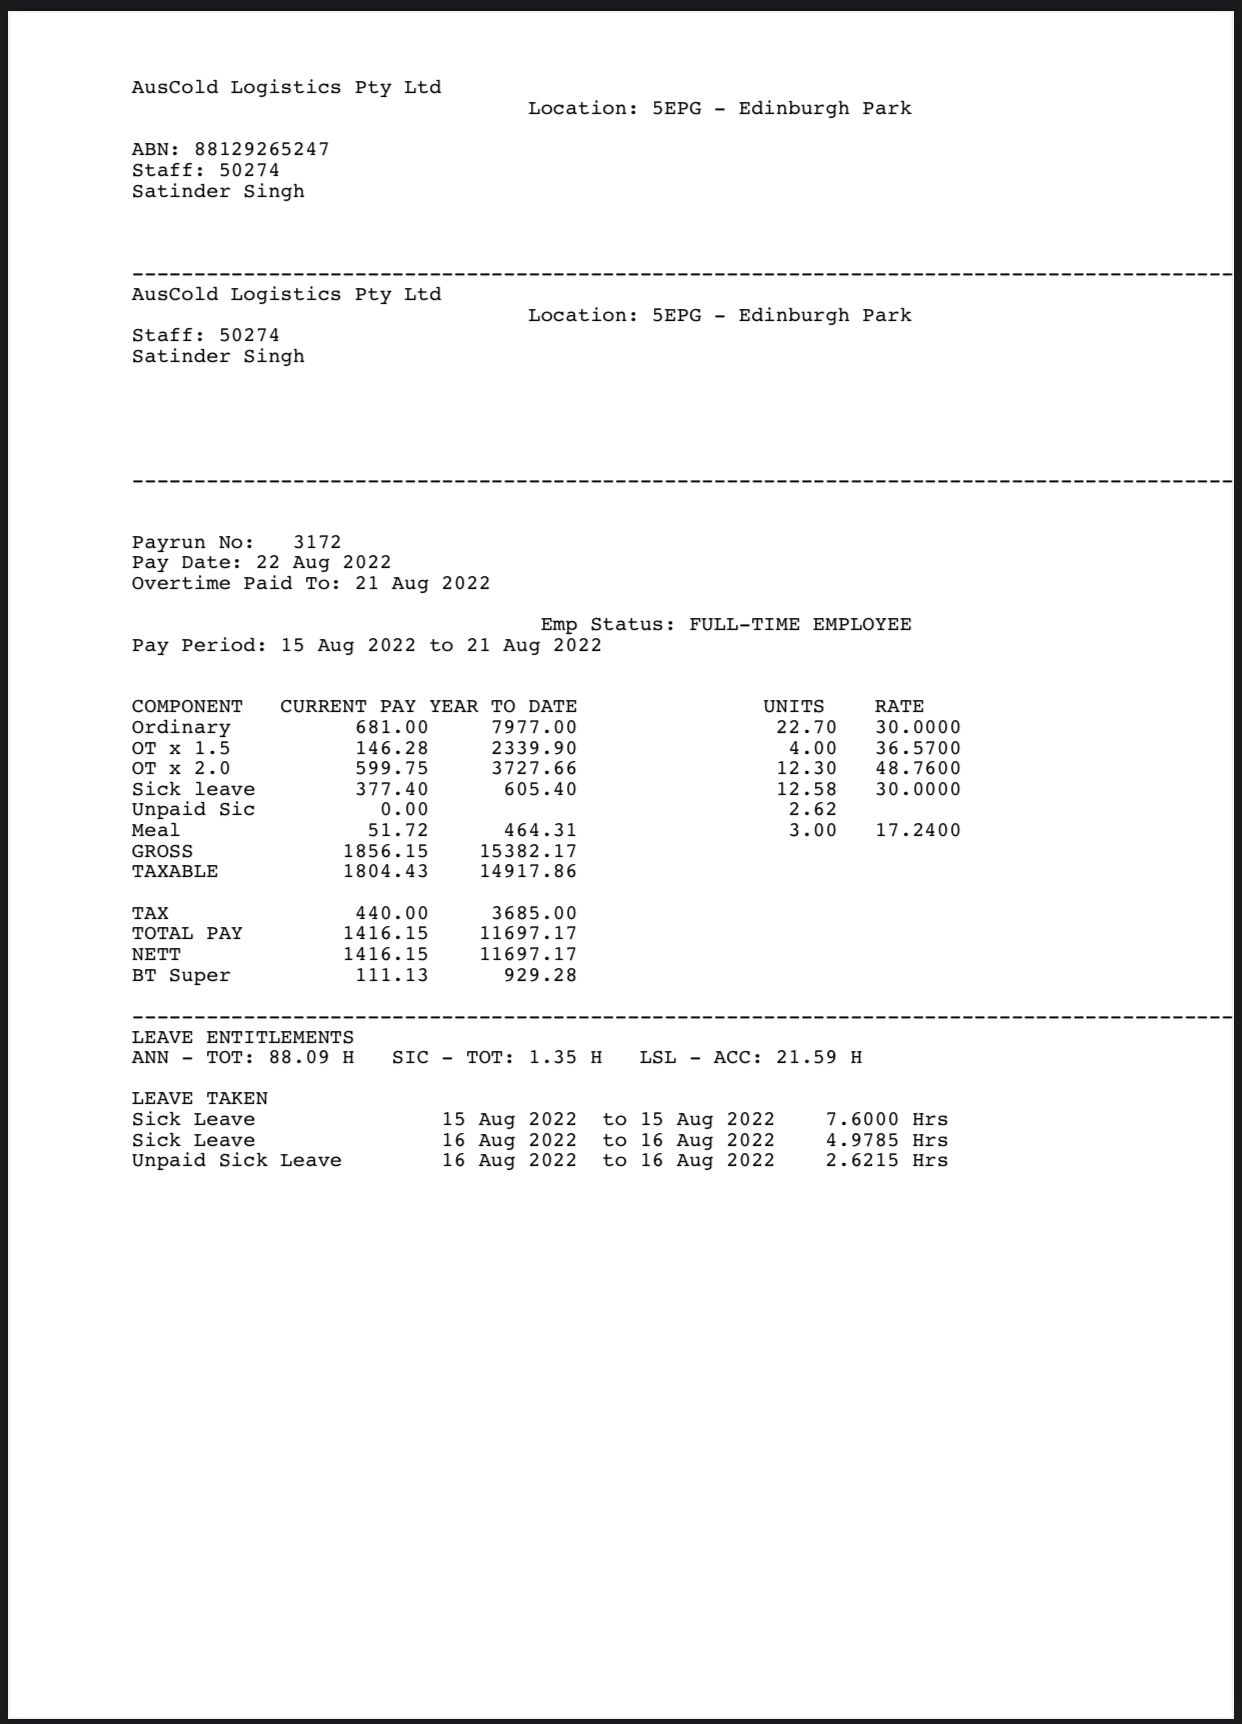 AusCold Logistics Pty Ltd
Location: 5EPG - Edinburgh Park
ABN: 88129265247
Staff: 50274
Satinder Singh
--------------------------------------------------------------------------------
AusCold Logistics Pty Ltd
Location: 5EPG - Edinburgh Park
Staff: 50274
Satinder Singh
--------------------------------------------------------------------------------
Payrun No: 3172
Pay Date: 22 Aug 2022
Overtime Paid To: 21 Aug 2022
Emp Status: FULL-TIME EMPLOYEE
Pay Period: 15 Aug 2022 to 21 Aug 2022
COMPONENT CURRENT PAY YEAR TO DATE UNITS RATE
Ordinary 681.00 7977.00 22.70 30.0000
OT x 1.5 146.28 2339.90 4.00 36.5700
OT x 2.0 599.75 3727.66 12.30 48.7600
Sick leave 377.40 605.40 12.58 30.0000
Unpaid Sic 0.00 2.62
Meal 51.72 464.31 3.00 17.2400
GROSS 1856.15 15382.17
TAXABLE 1804.43 14917.86
TAX 440.00 3685.00
TOTAL PAY 1416.15 11697.17
NETT 1416.15 11697.17
BT Super 111.13 929.28
--------------------------------------------------------------------------------
LEAVE ENTITLEMENTS
ANN - TOT: 88.09 H SIC - TOT: 1.35 H LSL - ACC: 21.59 H
LEAVE TAKEN
Sick Leave 15 Aug 2022 to 15 Aug 2022 7.6000 Hrs
Sick Leave 16 Aug 2022 to 16 Aug 2022 4.9785 Hrs
Unpaid Sick Leave 16 Aug 2022 to 16 Aug 2022 2.6215 Hrs